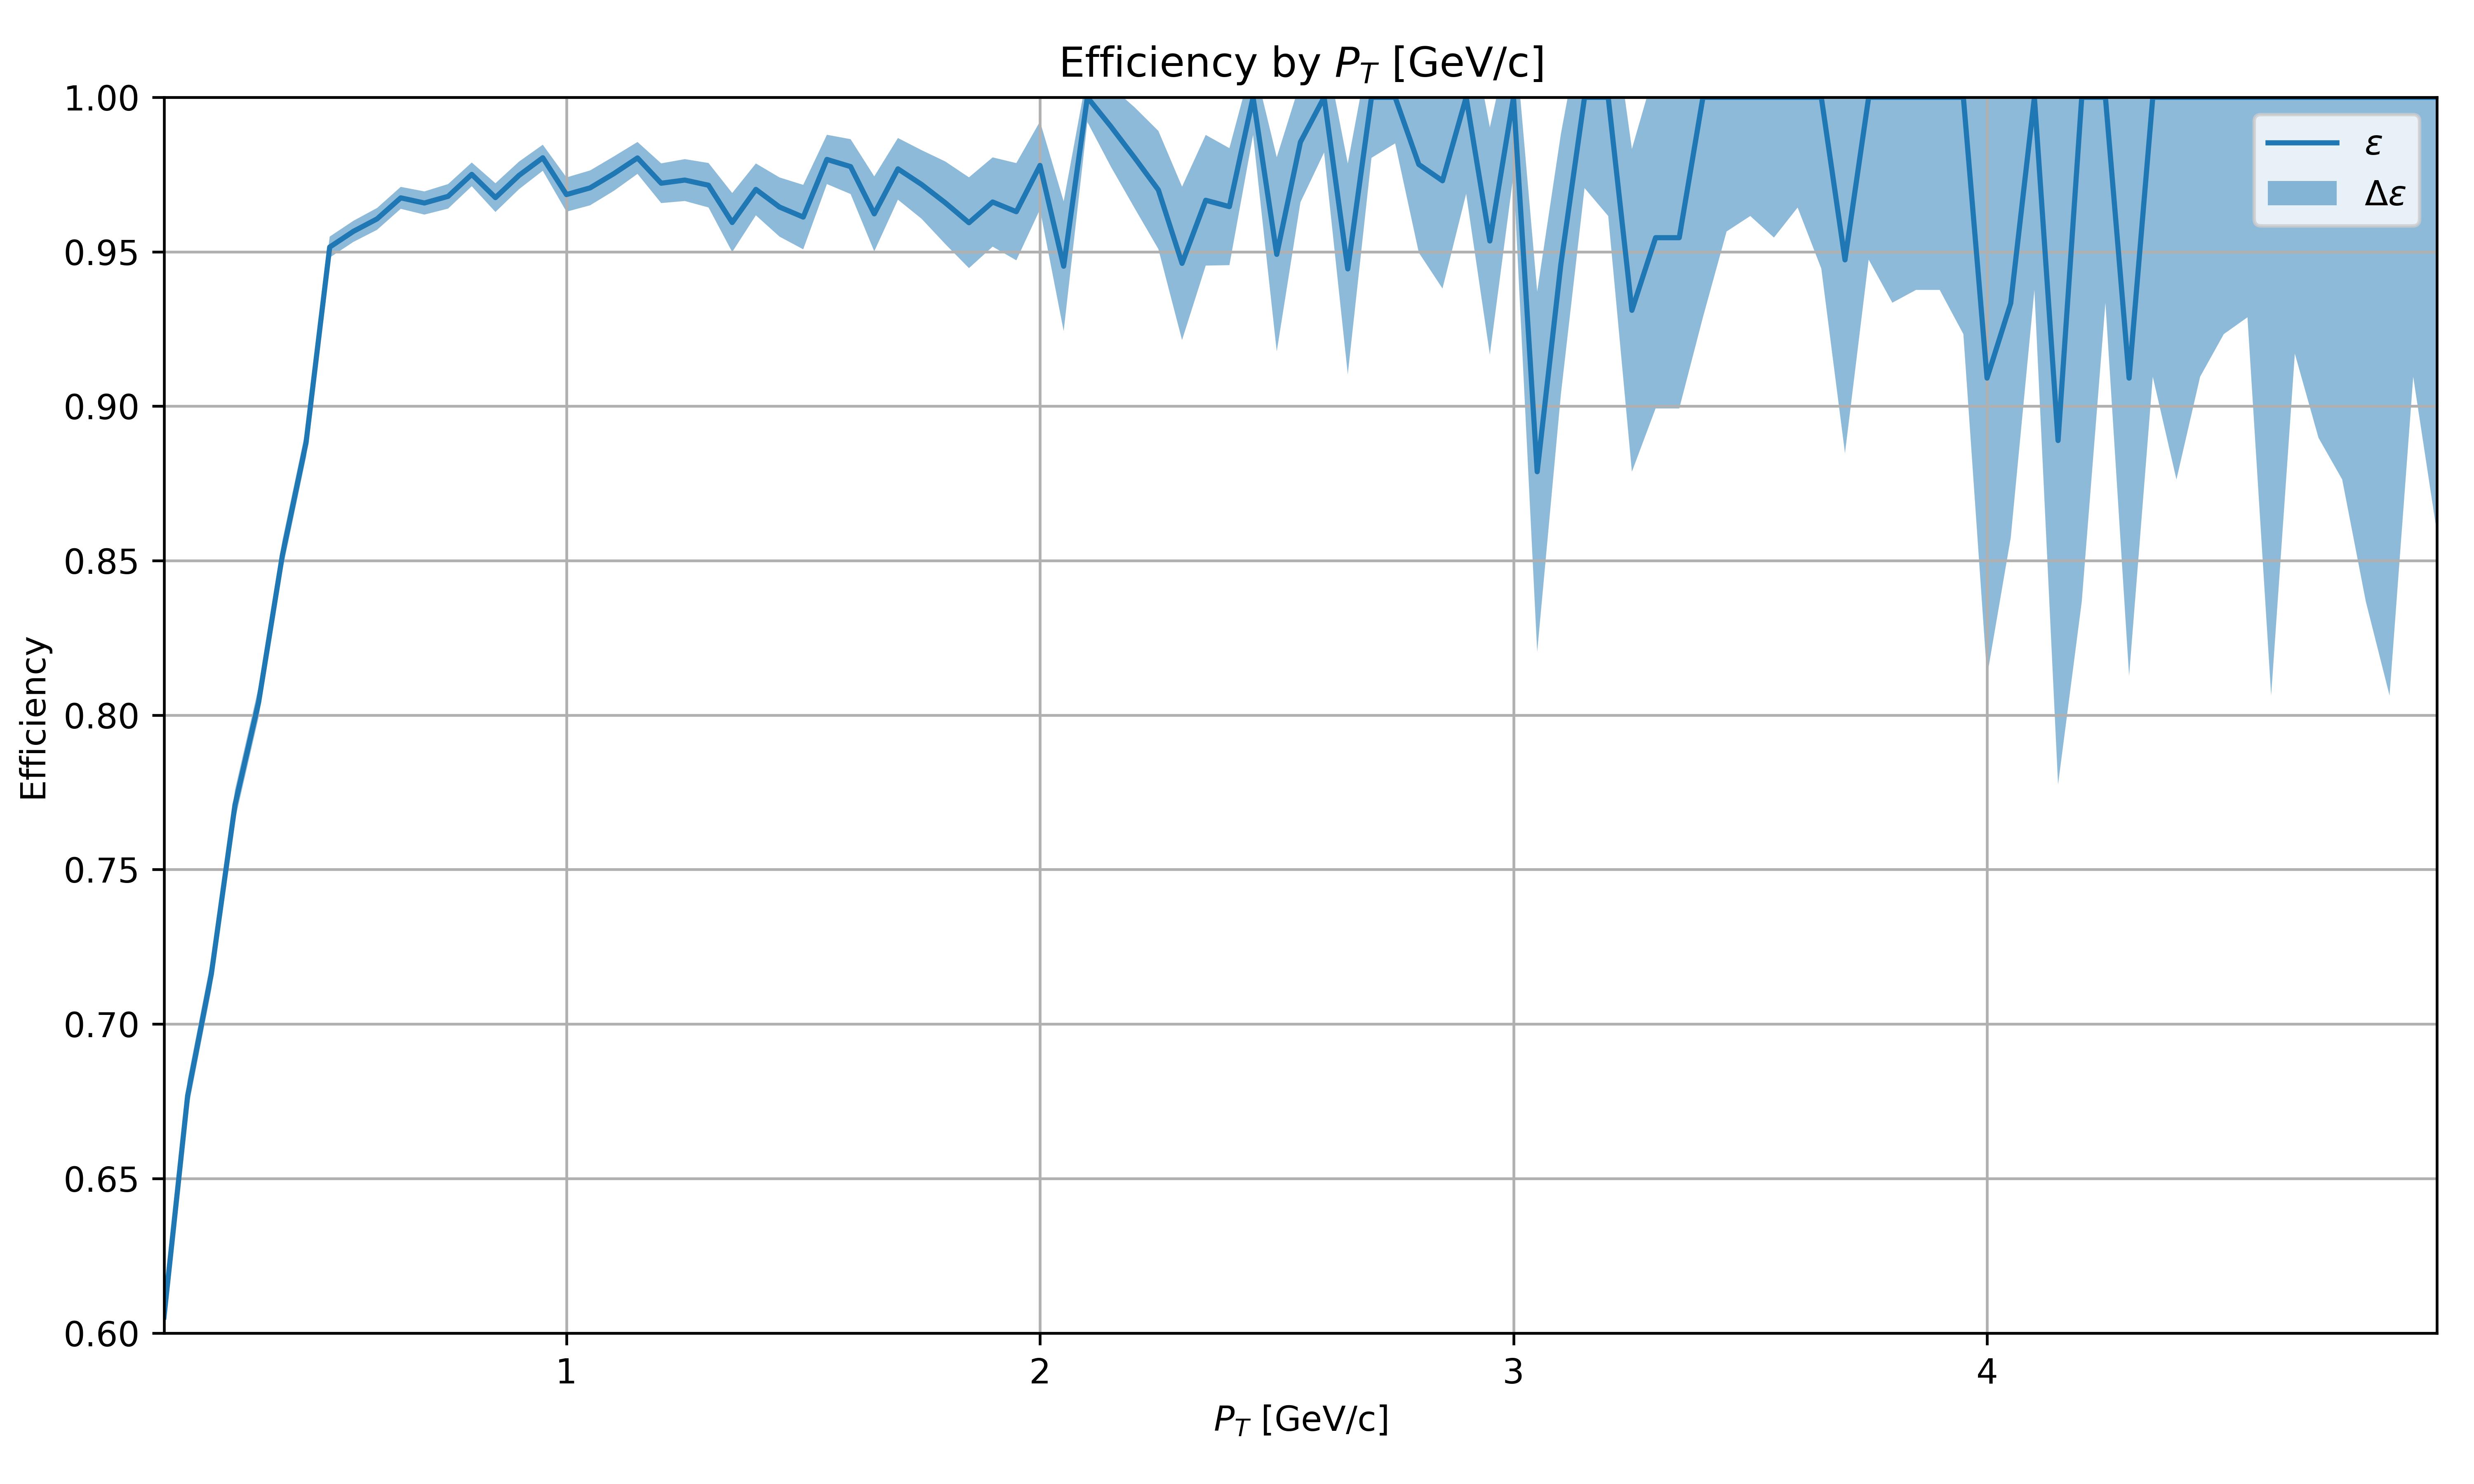 Efficiency by P_T [GeV/c]
1.00
0.95
0.90
0.85
0.80
0.75
0.70
0.65
0.60
Efficiency
ε
Δε
1 2 3 4
P_T [GeV/c]